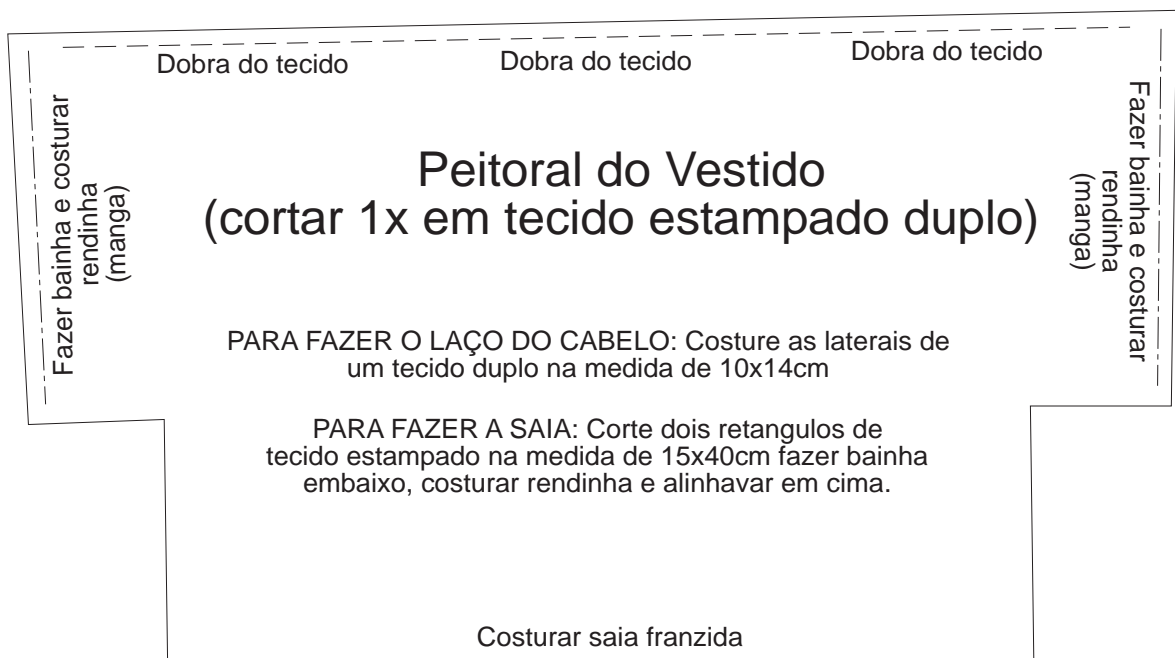 Dobra do tecido
Dobra do tecido
Dobra do tecido
Fazer bainha e costurar
rendinha
(manga)
Peitoral do Vestido
(cortar 1x em tecido estampado duplo)
Fazer bainha e costurar
rendinha
(manga)
PARA FAZER O LAÇO DO CABELO: Costure as laterais de
um tecido duplo na medida de 10x14cm
PARA FAZER A SAIA: Corte dois retangulos de
tecido estampado na medida de 15x40cm fazer bainha
embaixo, costurar rendinha e alinhavar em cima.
Costurar saia franzida